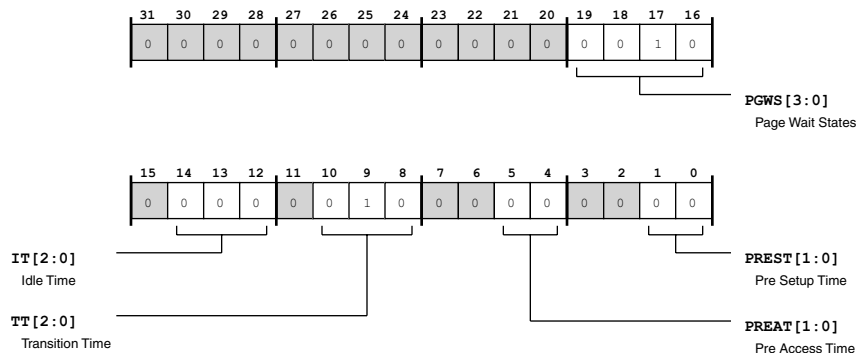 31 30 29 28 27 26 25 24 23 22 21 20 19 18 17 16
0 0 0 0 0 0 0 0 0 0 0 0 0 0 1 0
PGWS[3:0]
Page Wait States
15 14 13 12 11 10 9 8 7 6 5 4 3 2 1 0
0 0 0 0 0 0 1 0 0 0 0 0 0 0 0 0
IT[2:0]
Idle Time
PREST[1:0]
Pre Setup Time
TT[2:0]
Transition Time
PREAT[1:0]
Pre Access Time